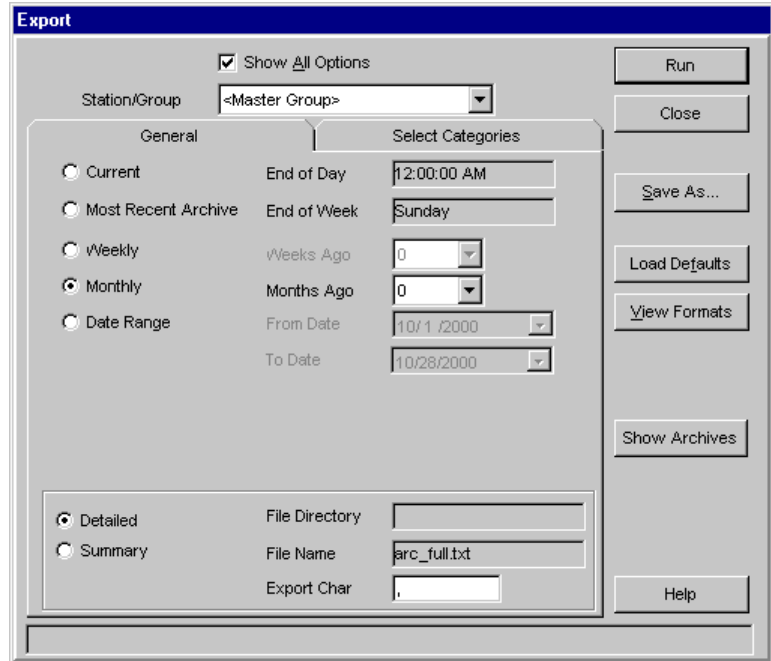 Export
Show All Options
Run
Station/Group <Master Group>
Close
General Select Categories
Current End of Day 12:00:00 AM
Save As...
Most Recent Archive End of Week Sunday
Weekly Weeks Ago 0
Load Defaults
Monthly Months Ago 0
View Formats
Date Range From Date 10/ 1 /2000
To Date 10/28/2000
Show Archives
Detailed File Directory
Summary File Name arc_full.txt
Export Char ,
Help